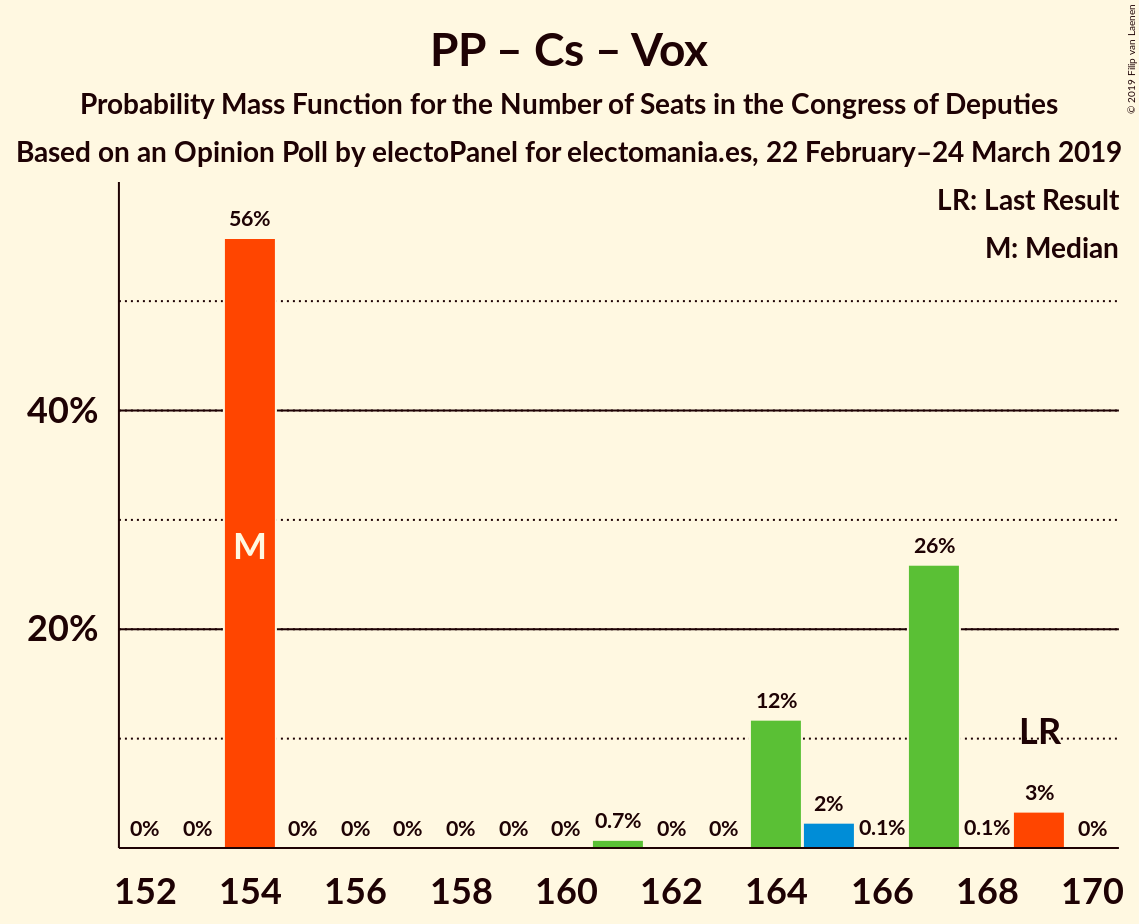 PP – Cs – Vox
Probability Mass Function for the Number of Seats in the Congress of Deputies
Based on an Opinion Poll by electoPanel for electomania.es, 22 February–24 March 2019
© 2019 Filip van Laenen
LR: Last Result
M: Median
56%
40%
M
26%
20%
12%
LR
3%
2%
0.7%
0% 0% 0% 0% 0% 0% 0% 0% 0% 0% 0.1% 0.1% 0%
152 154 156 158 160 162 164 166 168 170